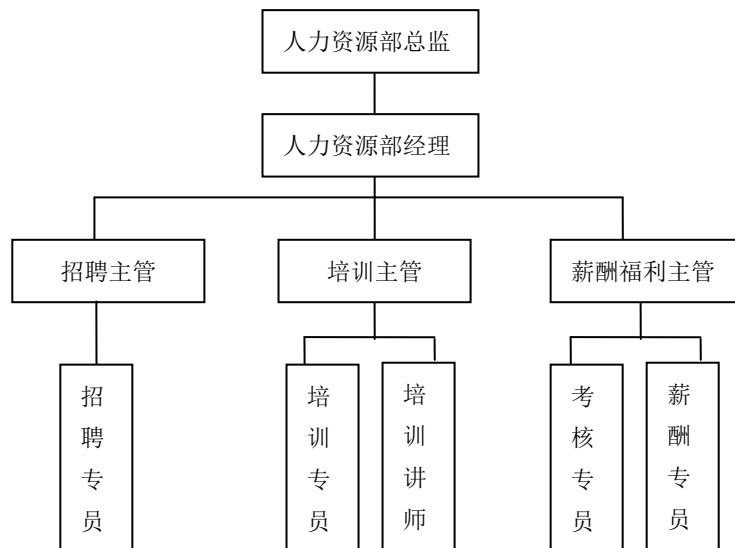 人力资源部总监
人力资源部经理
招聘主管
培训主管
薪酬福利主管
招聘专员
培训专员
培训讲师
考核专员
薪酬专员